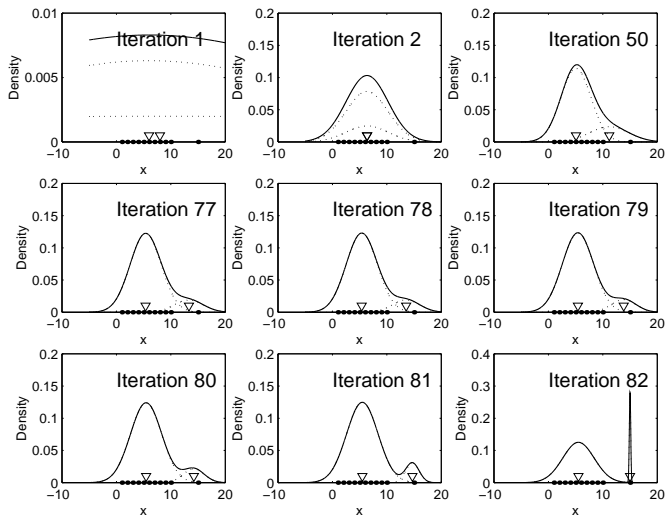 0.01
0.005
0
−10 0 10 20
x
Density
Iteration 1
0.2
0.15
0.1
0.05
0
−10 0 10 20
x
Density
Iteration 2
0.2
0.15
0.1
0.05
0
−10 0 10 20
x
Density
Iteration 50
0.2
0.15
0.1
0.05
0
−10 0 10 20
x
Density
Iteration 77
0.2
0.15
0.1
0.05
0
−10 0 10 20
x
Density
Iteration 78
0.2
0.15
0.1
0.05
0
−10 0 10 20
x
Density
Iteration 79
0.2
0.15
0.1
0.05
0
−10 0 10 20
x
Density
Iteration 80
0.2
0.15
0.1
0.05
0
−10 0 10 20
x
Density
Iteration 81
0.4
0.3
0.2
0.1
0
−10 0 10 20
x
Density
Iteration 82